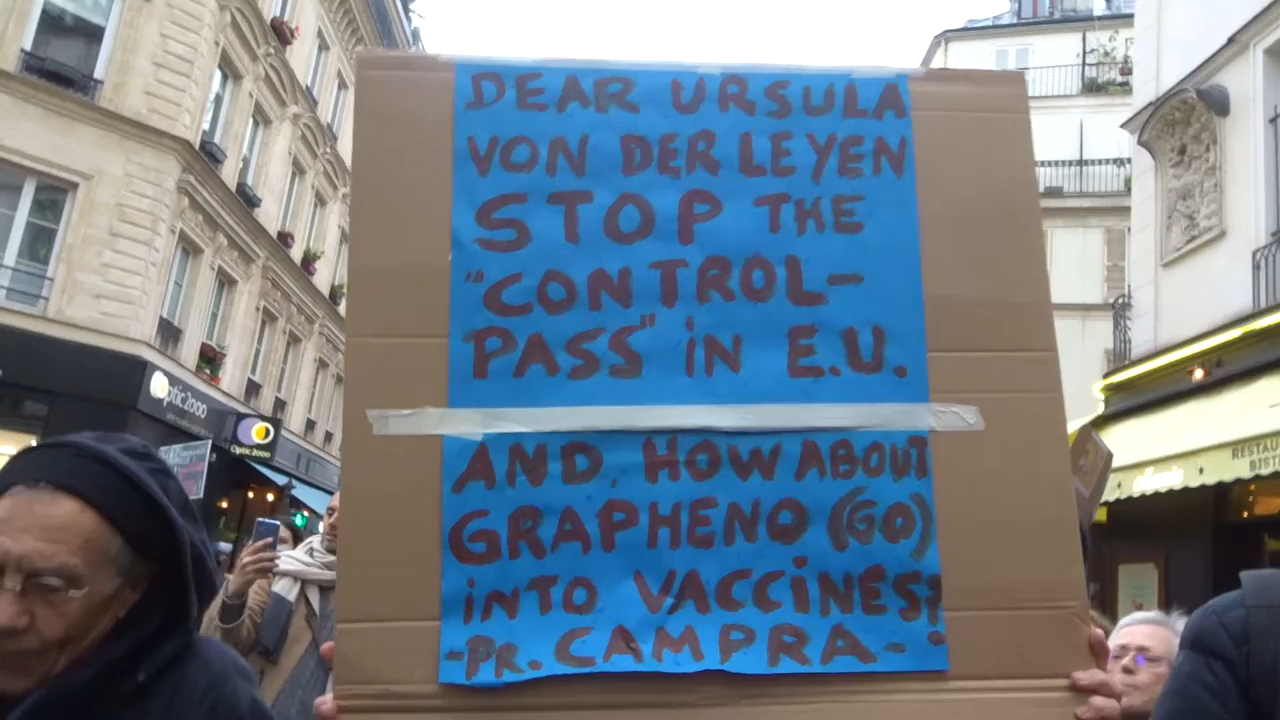 DEAR URSULA
VON DER LEYEN
STOP THE
"CONTROL-
PASS" iN E.U.
AND, HOW ABOUT
GRAPHENO (GO)
iNTO VACCiNES?
-PR. CAMPRA-
Optic 2000
Optic 2000
RESTAU
BIST